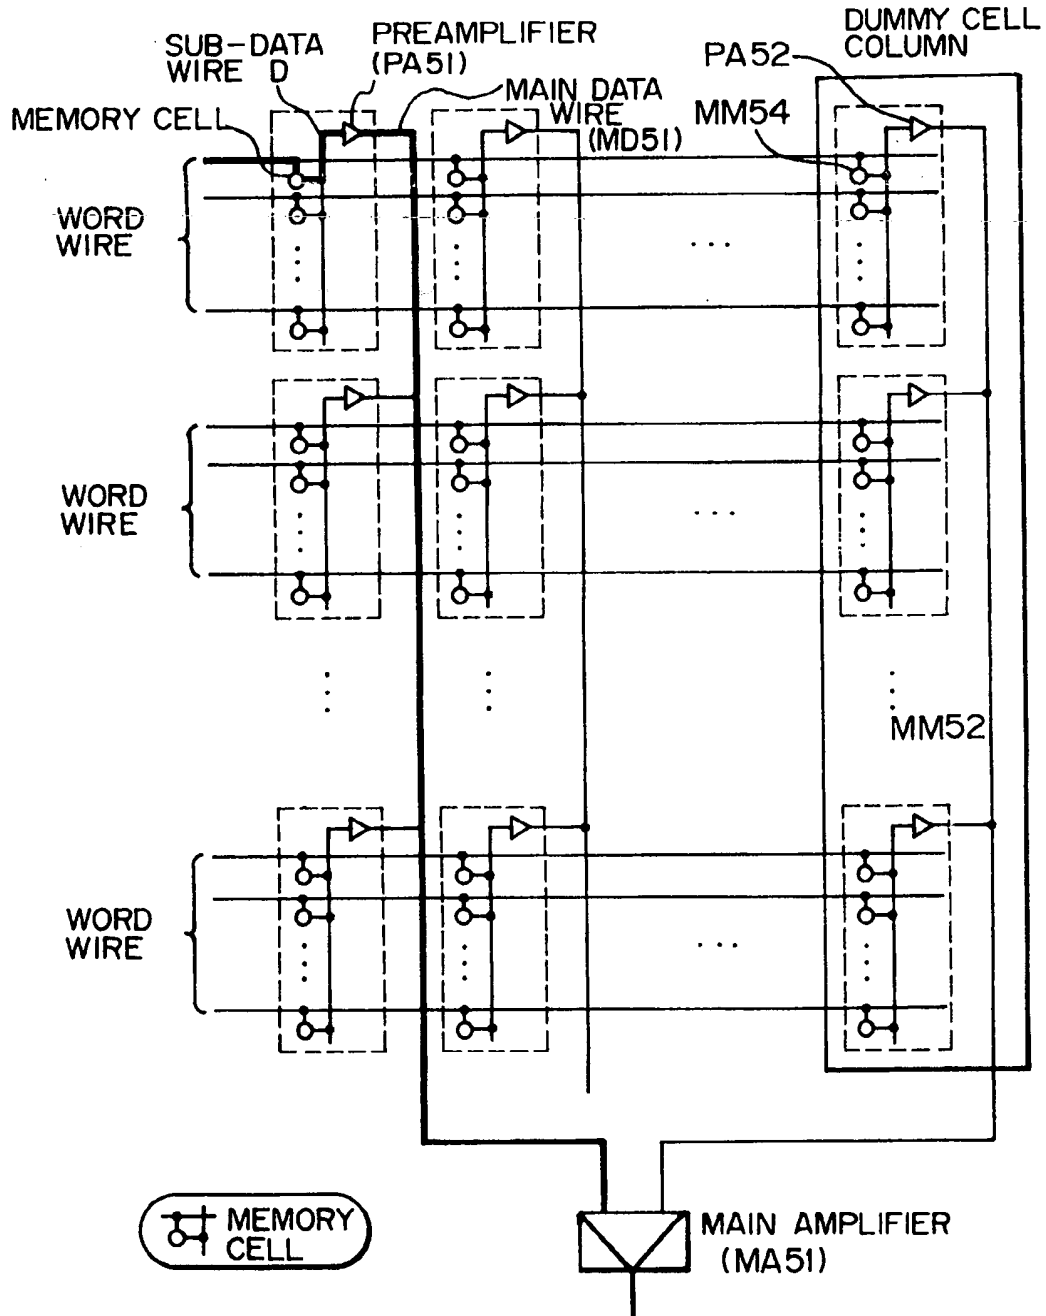 SUB-DATA
WIRE D
PREAMPLIFIER
(PA51)
DUMMY CELL
COLUMN
PA52
MAIN DATA
WIRE
(MD51)
MEMORY CELL
MM54
WORD
WIRE
WORD
WIRE
MM52
WORD
WIRE
MEMORY
CELL
MAIN AMPLIFIER
(MA51)